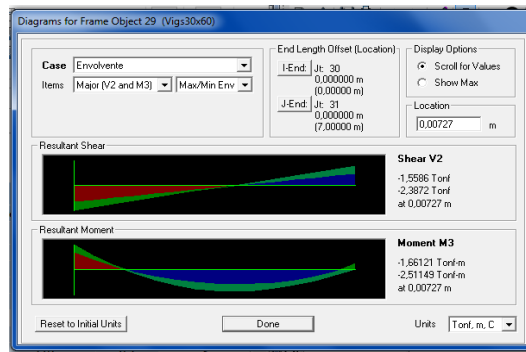 Diagrams for Frame Object 29 (Vigs30x60)
Case Envolvente
Items Major (V2 and M3) Max/Min Env
End Length Offset (Location)
I-End: Jt: 30
0,000000 m
(0,00000 m)
J-End: Jt: 31
0,000000 m
(7,00000 m)
Display Options
Scroll for Values
Show Max
Location
0,00727 m
Resultant Shear
Shear V2
-1,5586 Tonf
-2,3872 Tonf
at 0,00727 m
Resultant Moment
Moment M3
-1,66121 Tonf-m
-2,51149 Tonf-m
at 0,00727 m
Reset to Initial Units
Done
Units Tonf, m, C